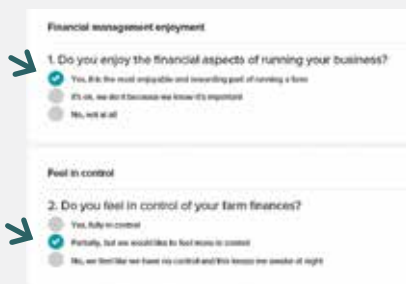 Financial management enjoyment
1. Do you enjoy the financial aspects of running your business?
Yes, it is the most enjoyable and rewarding part of running a farm
It's ok, we do it because we know it's important
No, not at all
Feel in control
2. Do you feel in control of your farm finances?
Yes, fully in control
Partially, but we would like to feel more in control
No, we feel like we have no control and this keeps me awake at night